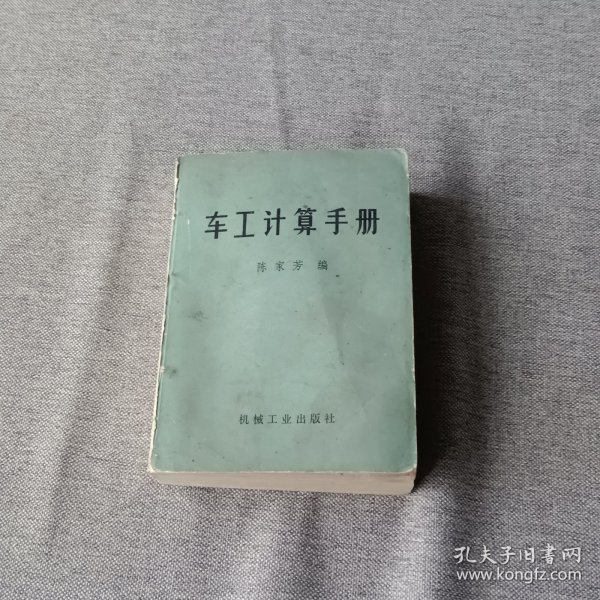 车工计算手册
陈家芳 编
机械工业出版社
孔夫子旧書网
www.kongfz.com